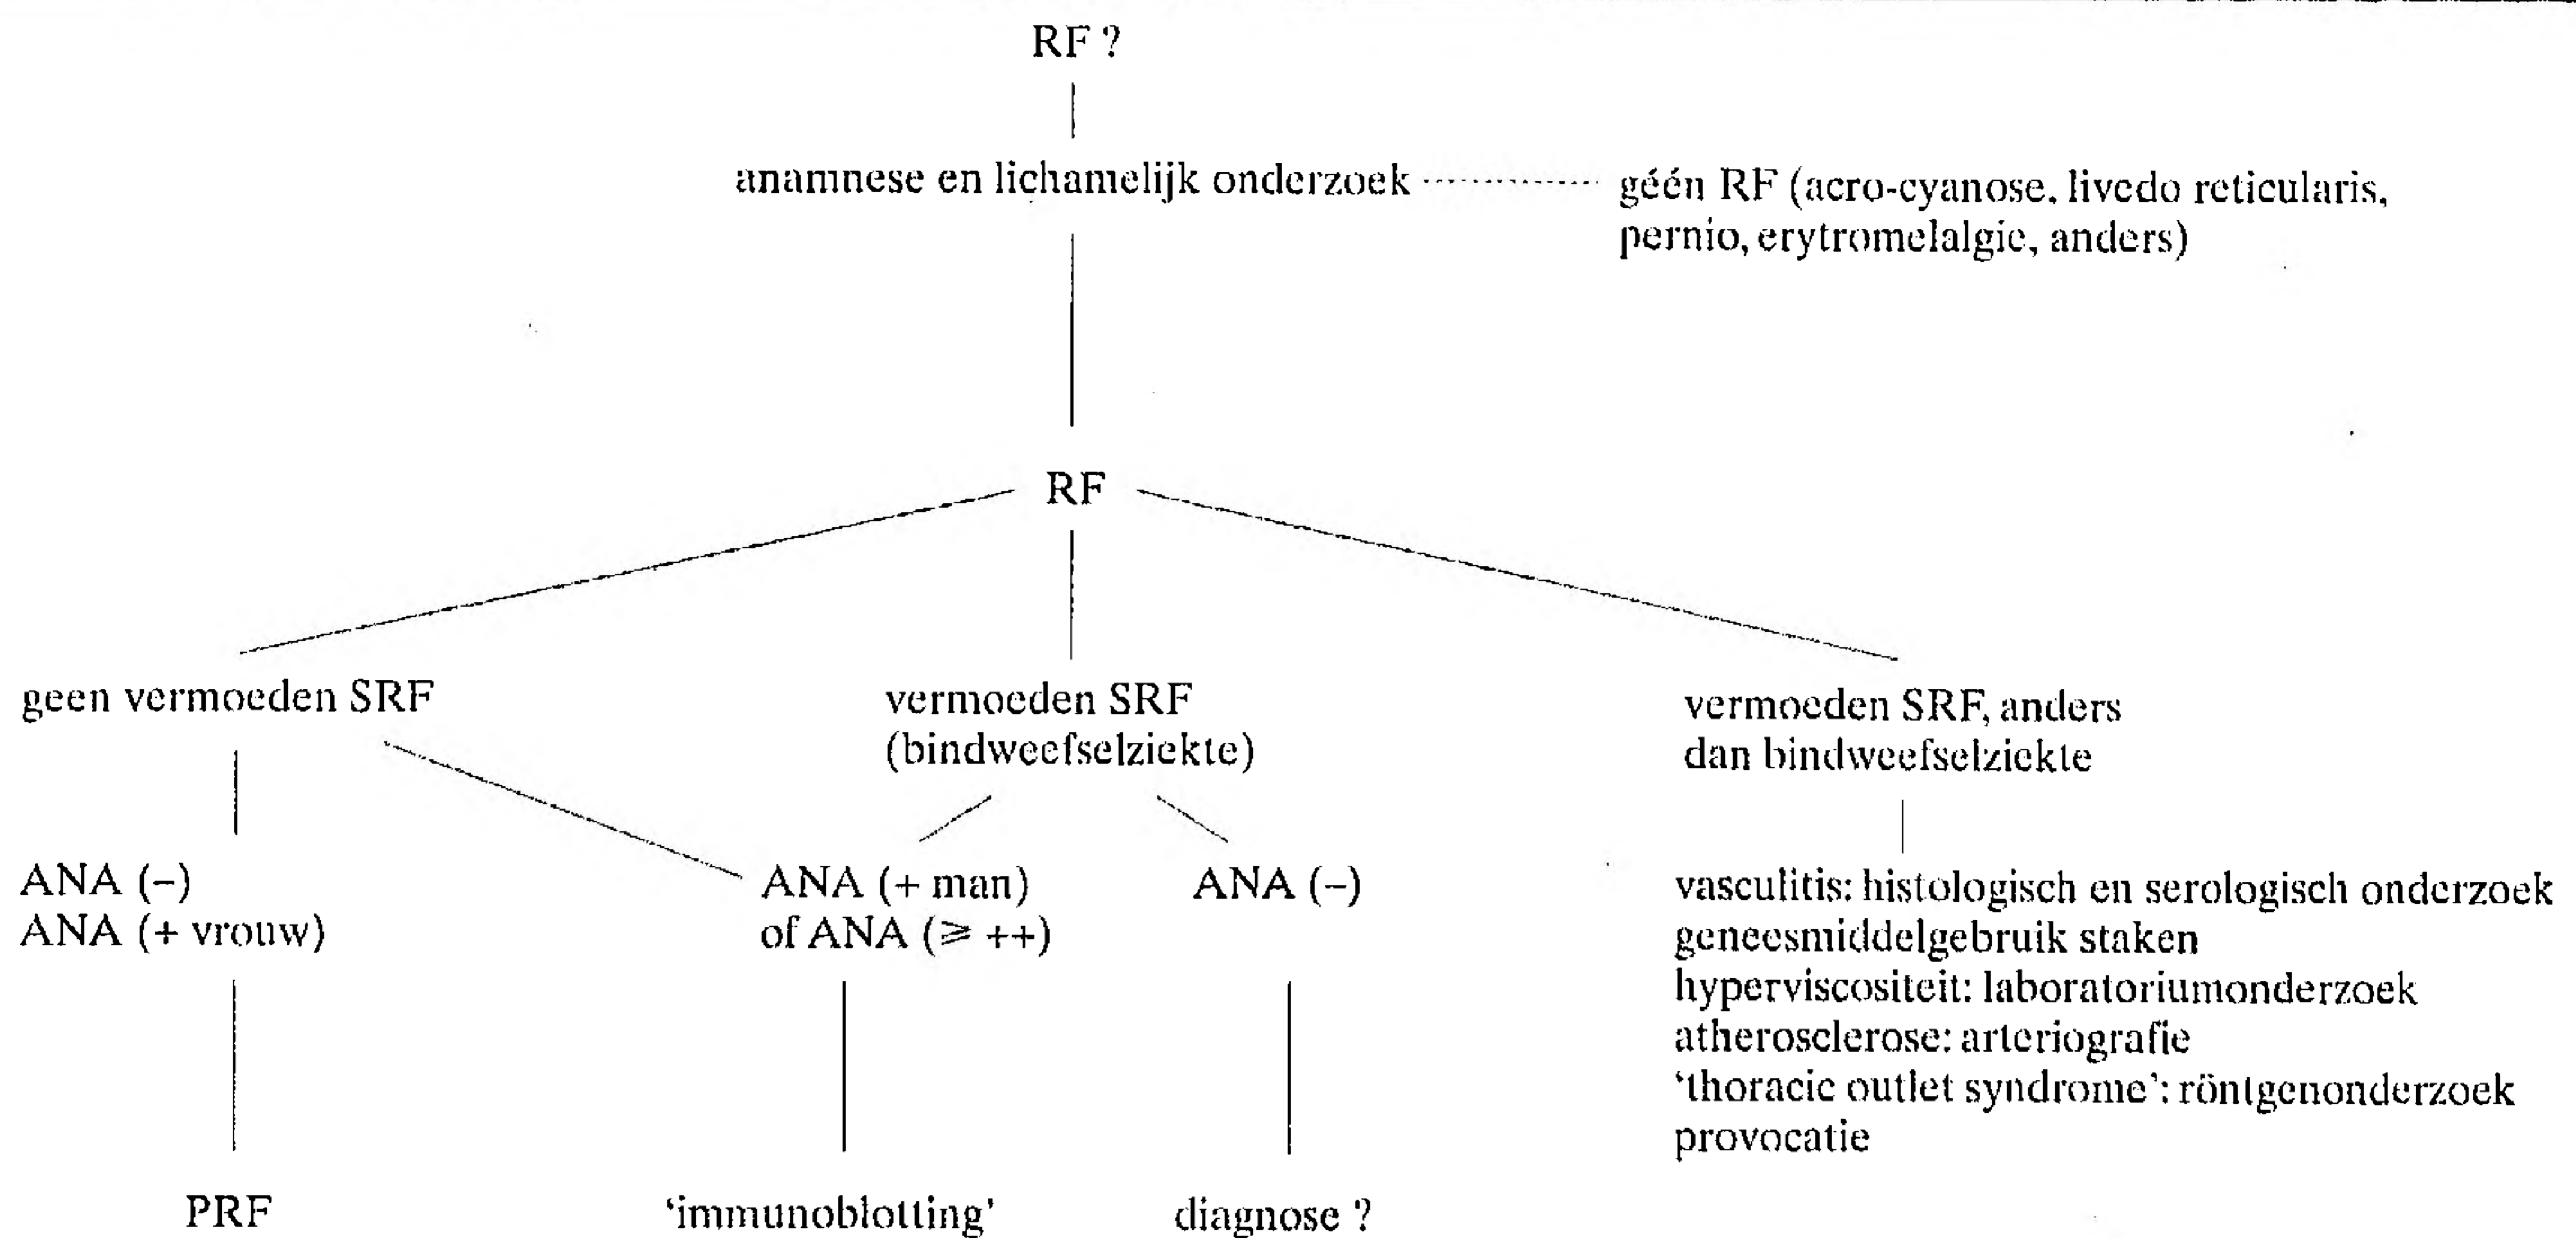 RF ?
anamnese en lichamelijk onderzoek
géén RF (acro-cyanose, livedo reticularis,
pernio, erytromelalgie, anders)
RF
geen vermoeden SRF
vermoeden SRF
(bindweefselziekte)
vermoeden SRF, anders
dan bindweefselziekte
ANA (–)
ANA (+ vrouw)
ANA (+ man)
of ANA (⩾ ++)
ANA (–)
vasculitis: histologisch en serologisch onderzoek
geneesmiddelgebruik staken
hyperviscositeit: laboratoriumonderzoek
atherosclerose: arteriografie
‘thoracic outlet syndrome’: röntgenonderzoek
provocatie
PRF
‘immunoblotting’
diagnose ?